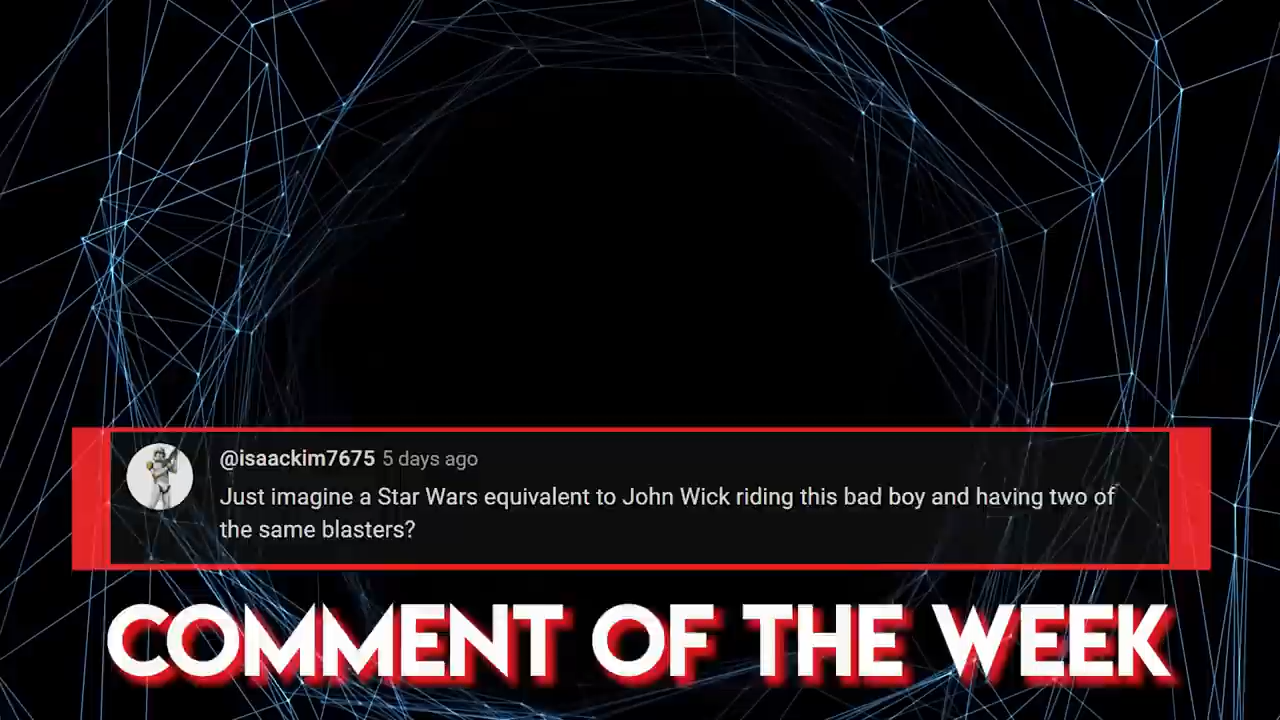 @isaackim7675 5 days ago
Just imagine a Star Wars equivalent to John Wick riding this bad boy and having two of
the same blasters?
COMMENT OF THE WEEK